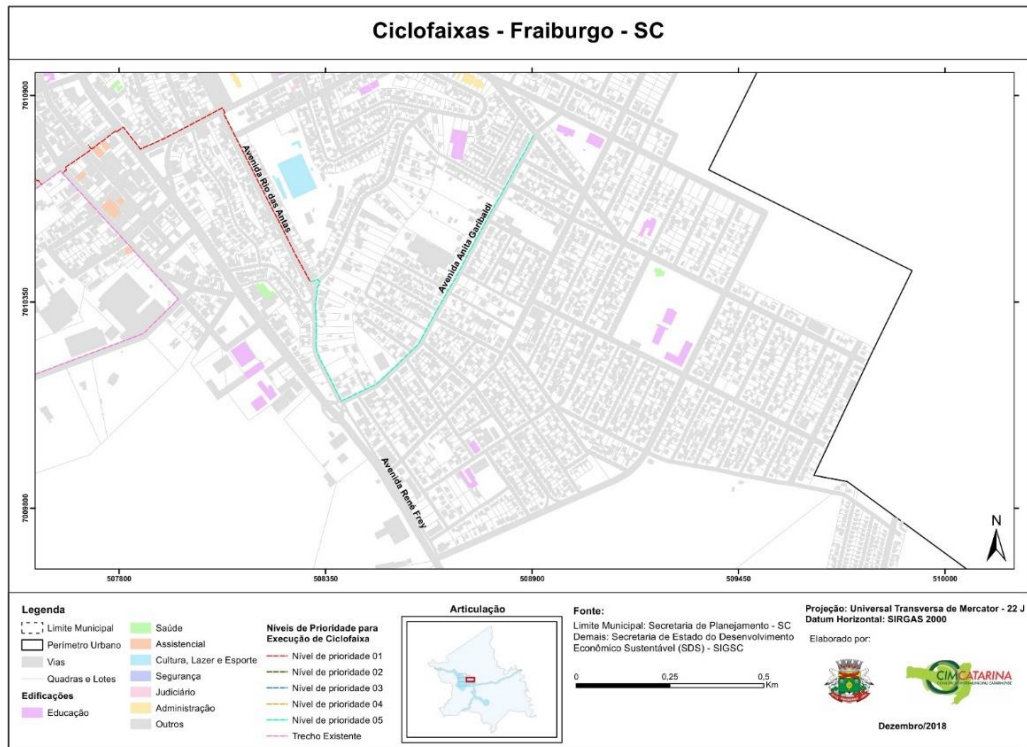 Ciclofaixas - Fraiburgo - SC
7010900
7010350
7009800
Avenida Rio das Antas
Avenida Anita Garibaldi
Avenida René Frey
N
507800
508350
508900
509450
510000
Legenda
Limite Municipal
Perímetro Urbano
Vias
Quadras e Lotes
Edificações
Educação
Saúde
Assistencial
Cultura, Lazer e Esporte
Segurança
Judiciário
Administração
Outros
Níveis de Prioridade para
Execução de Ciclofaixa
Nível de prioridade 01
Nível de prioridade 02
Nível de prioridade 03
Nível de prioridade 04
Nível de prioridade 05
Trecho Existente
Articulação
Fonte:
Limite Municipal: Secretaria de Planejamento - SC
Demais: Secretaria de Estado do Desenvolvimento
Econômico Sustentável (SDS) - SIGSC
0 0,25 0,5
Km
Projeção: Universal Transversa de Mercator - 22 J
Datum Horizontal: SIRGAS 2000
Elaborado por:
CIMCATARINA
Dezembro/2018